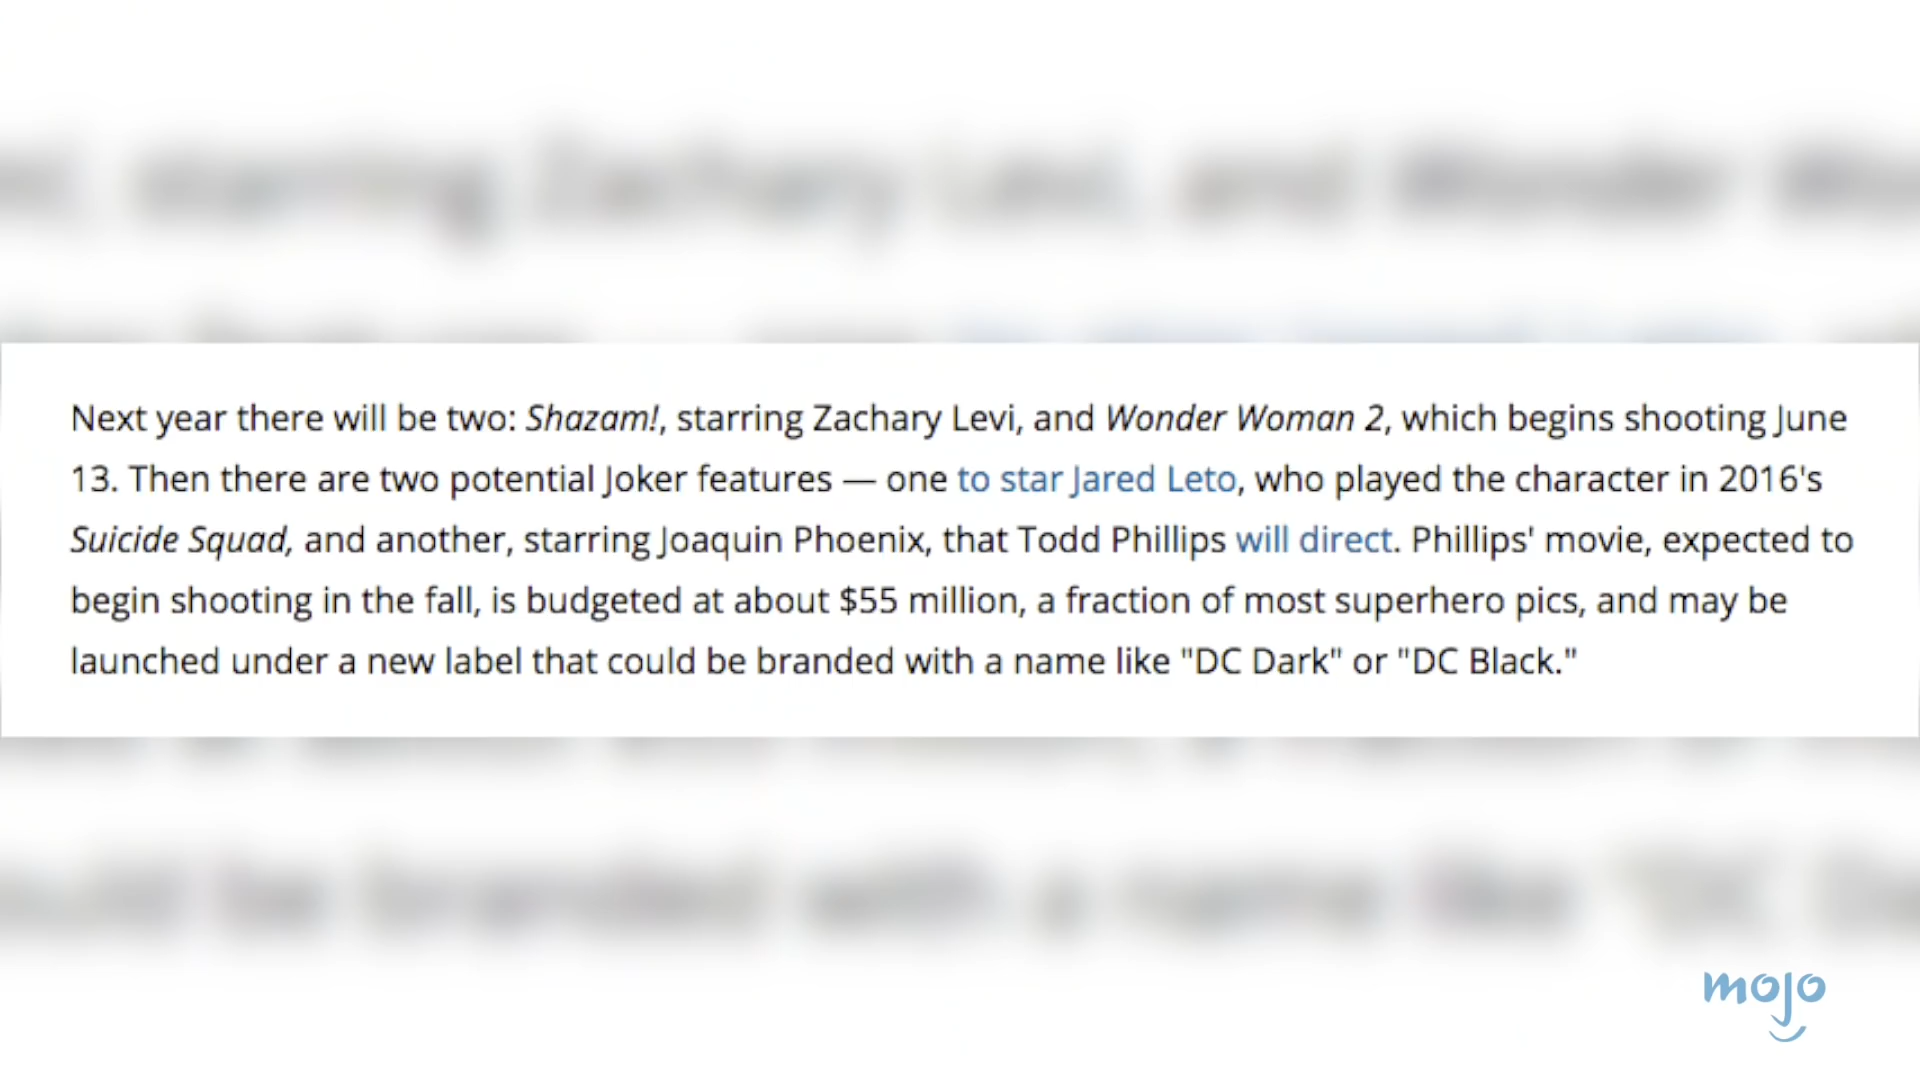 Next year there will be two: Shazam!, starring Zachary Levi, and Wonder Woman 2, which begins shooting June
13. Then there are two potential Joker features — one to star Jared Leto, who played the character in 2016's
Suicide Squad, and another, starring Joaquin Phoenix, that Todd Phillips will direct. Phillips' movie, expected to
begin shooting in the fall, is budgeted at about $55 million, a fraction of most superhero pics, and may be
launched under a new label that could be branded with a name like "DC Dark" or "DC Black."
mojo